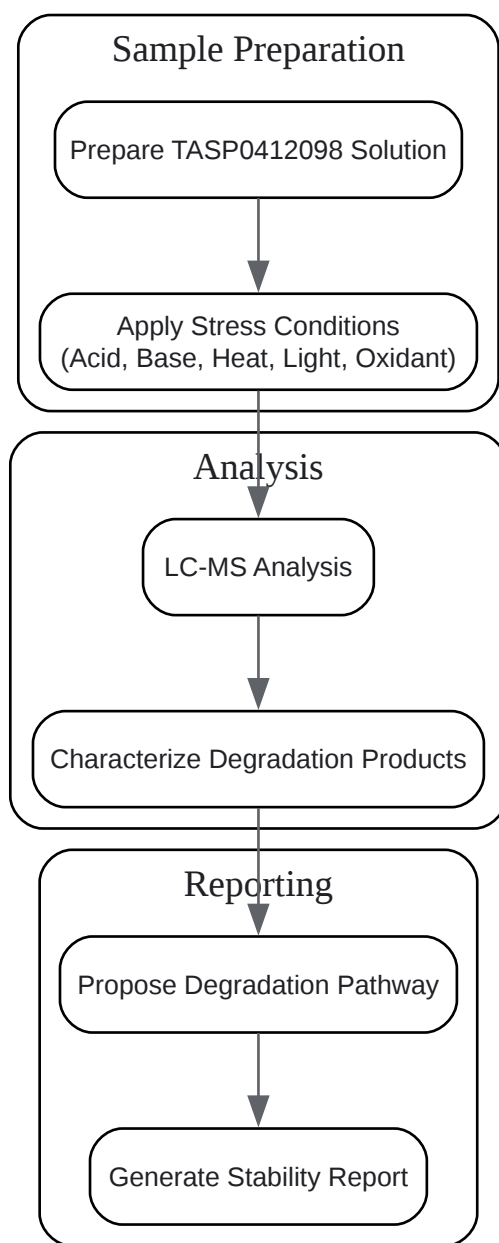 Sample Preparation
Prepare TASP0412098 Solution
Apply Stress Conditions
(Acid, Base, Heat, Light, Oxidant)
Analysis
LC-MS Analysis
Characterize Degradation Products
Reporting
Propose Degradation Pathway
Generate Stability Report